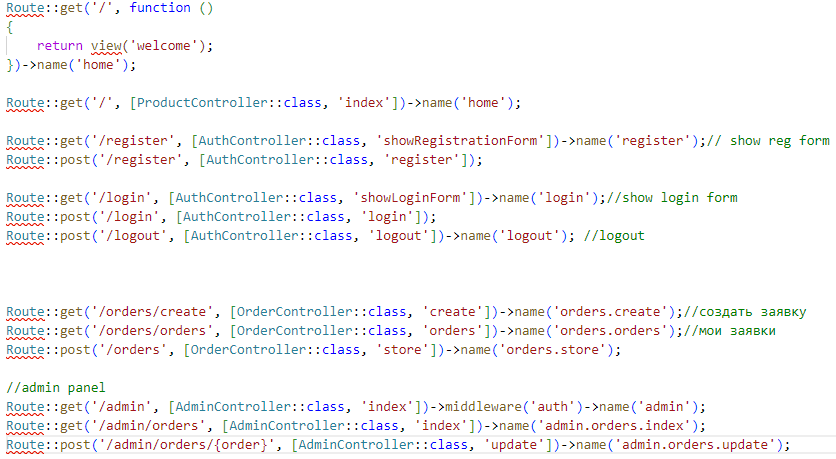 Route::get('/', function ()
{
    return view('welcome');
})->name('home');
Route::get('/', [ProductController::class, 'index'])->name('home');
Route::get('/register', [AuthController::class, 'showRegistrationForm'])->name('register');// show reg form
Route::post('/register', [AuthController::class, 'register']);
Route::get('/login', [AuthController::class, 'showLoginForm'])->name('login');//show login form
Route::post('/login', [AuthController::class, 'login']);
Route::post('/logout', [AuthController::class, 'logout'])->name('logout'); //logout
Route::get('/orders/create', [OrderController::class, 'create'])->name('orders.create');//создать заявку
Route::get('/orders/orders', [OrderController::class, 'orders'])->name('orders.orders');//мои заявки
Route::post('/orders', [OrderController::class, 'store'])->name('orders.store');
//admin panel
Route::get('/admin', [AdminController::class, 'index'])->middleware('auth')->name('admin');
Route::get('/admin/orders', [AdminController::class, 'index'])->name('admin.orders.index');
Route::post('/admin/orders/{order}', [AdminController::class, 'update'])->name('admin.orders.update');